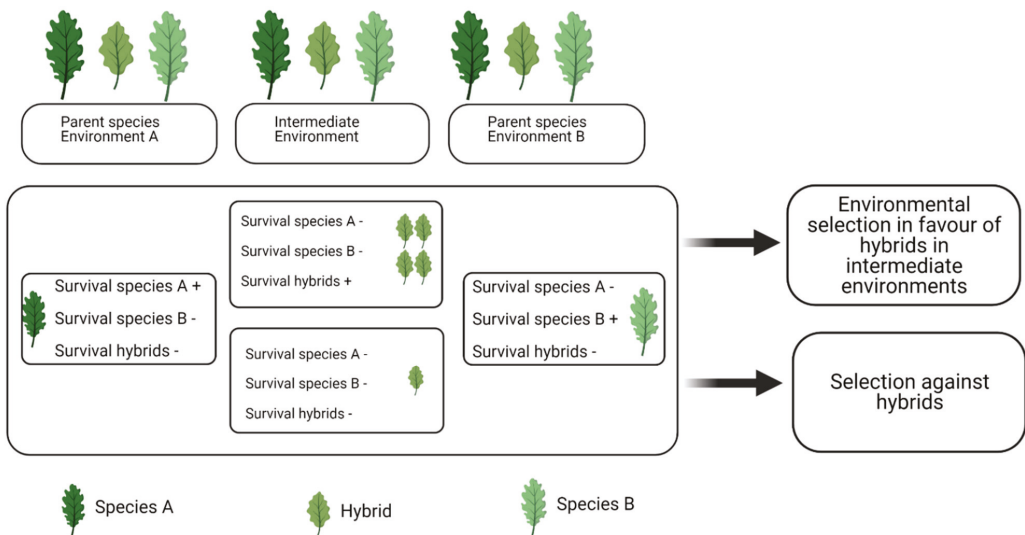 Parent species
Environment A
Intermediate
Environment
Parent species
Environment B
Survival species A -
Survival species B -
Survival hybrids +
Survival species A +
Survival species B -
Survival hybrids -
Survival species A -
Survival species B +
Survival hybrids -
Survival species A -
Survival species B -
Survival hybrids -
Environmental
selection in favour of
hybrids in
intermediate
environments
Selection against
hybrids
Species A
Hybrid
Species B